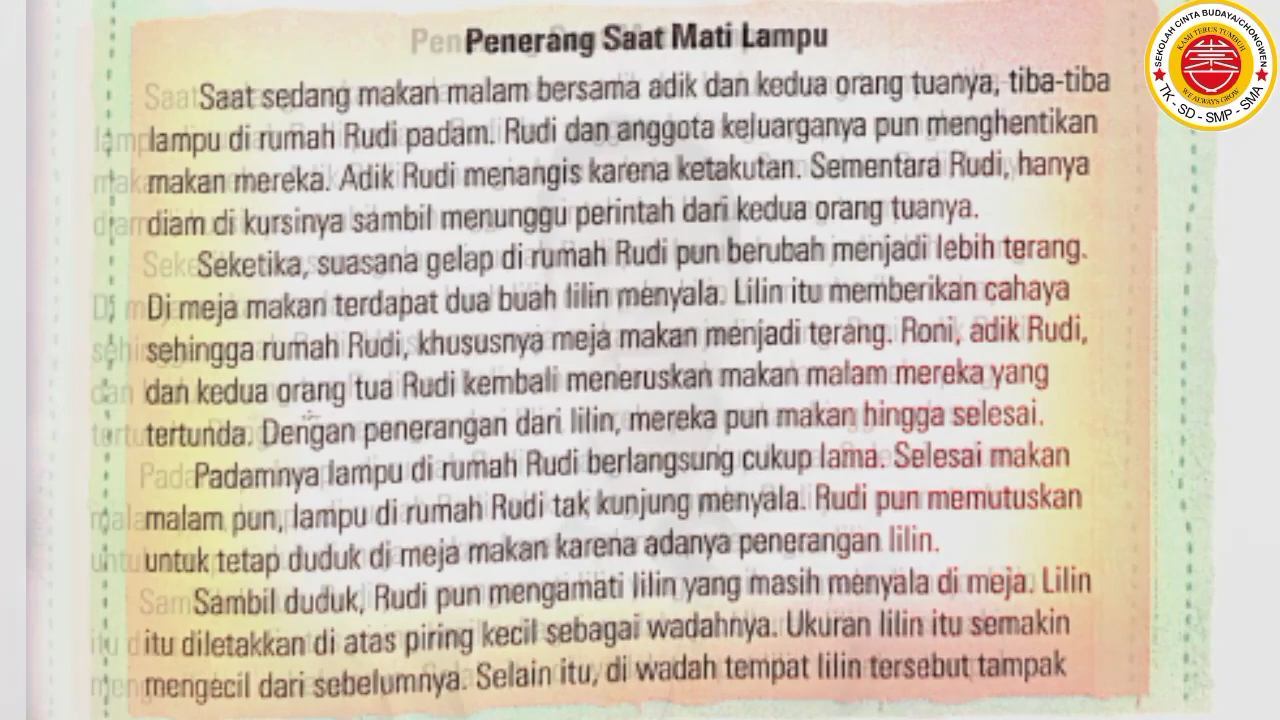 Penerang Saat Mati Lampu
Saat sedang makan malam bersama adik dan kedua orang tuanya, tiba-tiba
lampu di rumah Rudi padam. Rudi dan anggota keluarganya pun menghentikan
makan mereka. Adik Rudi menangis karena ketakutan. Sementara Rudi, hanya
diam di kursinya sambil menunggu perintah dari kedua orang tuanya.
Seketika, suasana gelap di rumah Rudi pun berubah menjadi lebih terang.
Di meja makan terdapat dua buah lilin menyala. Lilin itu memberikan cahaya
sehingga rumah Rudi, khususnya meja makan menjadi terang. Roni, adik Rudi,
dan kedua orang tua Rudi kembali meneruskan makan malam mereka yang
tertunda. Dengan penerangan dari lilin, mereka pun makan hingga selesai.
Padamnya lampu di rumah Rudi berlangsung cukup lama. Selesai makan
malam pun, lampu di rumah Rudi tak kunjung menyala. Rudi pun memutuskan
untuk tetap duduk di meja makan karena adanya penerangan lilin.
Sambil duduk, Rudi pun mengamati lilin yang masih menyala di meja. Lilin
itu diletakkan di atas piring kecil sebagai wadahnya. Ukuran lilin itu semakin
mengecil dari sebelumnya. Selain itu, di wadah tempat lilin tersebut tampak
SEKOLAH CINTA BUDAYA/CHONGWEN
KAMI TERUS TUMBUH
WE ALWAYS GROW
TK - SD - SMP - SMA